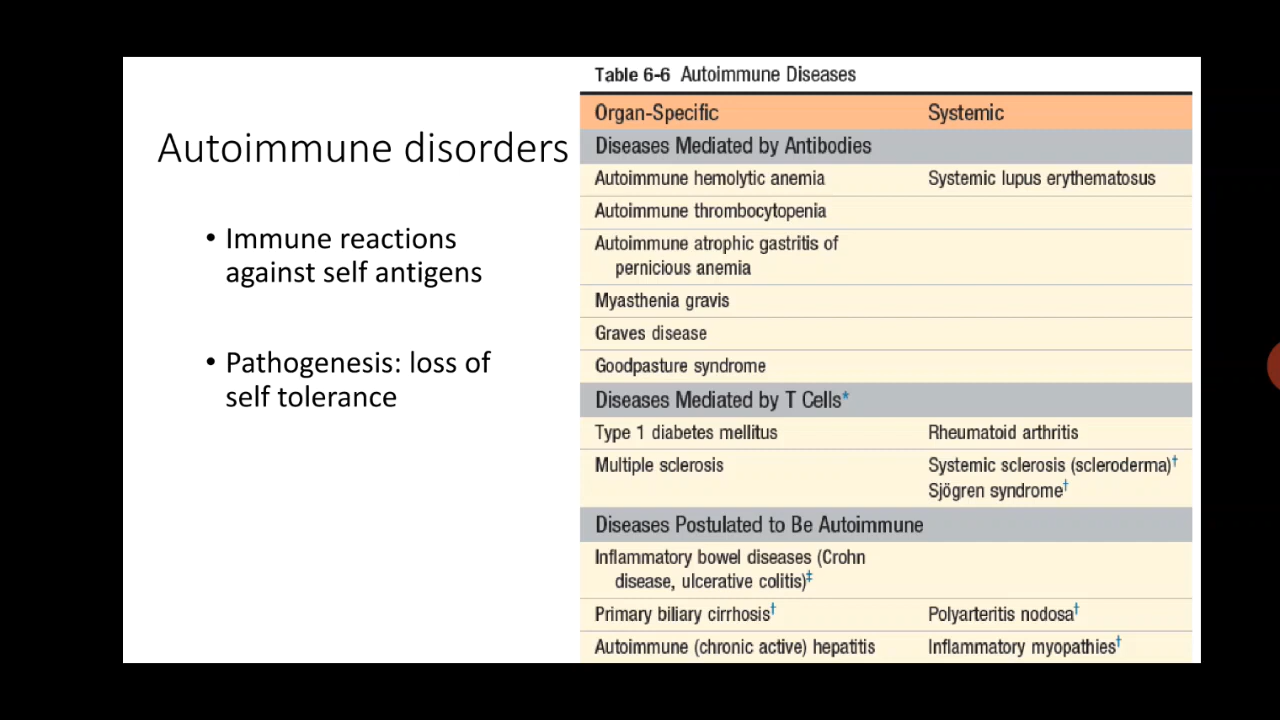 Autoimmune disorders
• Immune reactions
against self antigens
• Pathogenesis: loss of
self tolerance
Table 6-6 Autoimmune Diseases
Organ-Specific Systemic
Diseases Mediated by Antibodies
Autoimmune hemolytic anemia Systemic lupus erythematosus
Autoimmune thrombocytopenia
Autoimmune atrophic gastritis of
pernicious anemia
Myasthenia gravis
Graves disease
Goodpasture syndrome
Diseases Mediated by T Cells*
Type 1 diabetes mellitus Rheumatoid arthritis
Multiple sclerosis Systemic sclerosis (scleroderma)†
Sjögren syndrome†
Diseases Postulated to Be Autoimmune
Inflammatory bowel diseases (Crohn
disease, ulcerative colitis)‡
Primary biliary cirrhosis† Polyarteritis nodosa†
Autoimmune (chronic active) hepatitis Inflammatory myopathies†